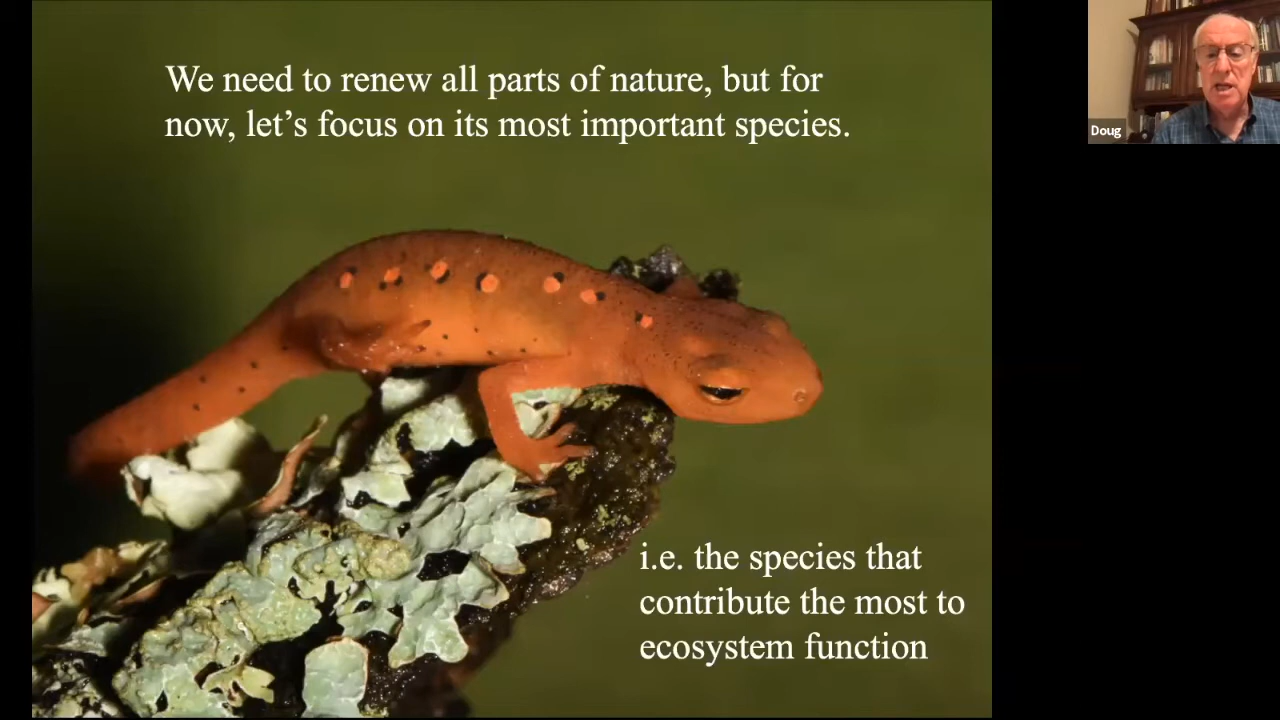 We need to renew all parts of nature, but for
now, let’s focus on its most important species.
Doug
i.e. the species that
contribute the most to
ecosystem function